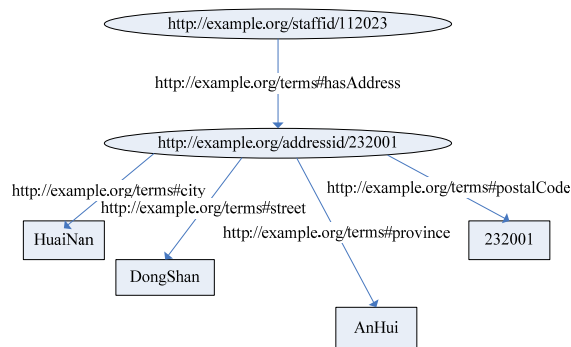 http://example.org/staffid/112023
http://example.org/terms#hasAddress
http://example.org/addressid/232001
http://example.org/terms#city
http://example.org/terms#street
http://example.org/terms#province
http://example.org/terms#postalCode
HuaiNan
DongShan
AnHui
232001